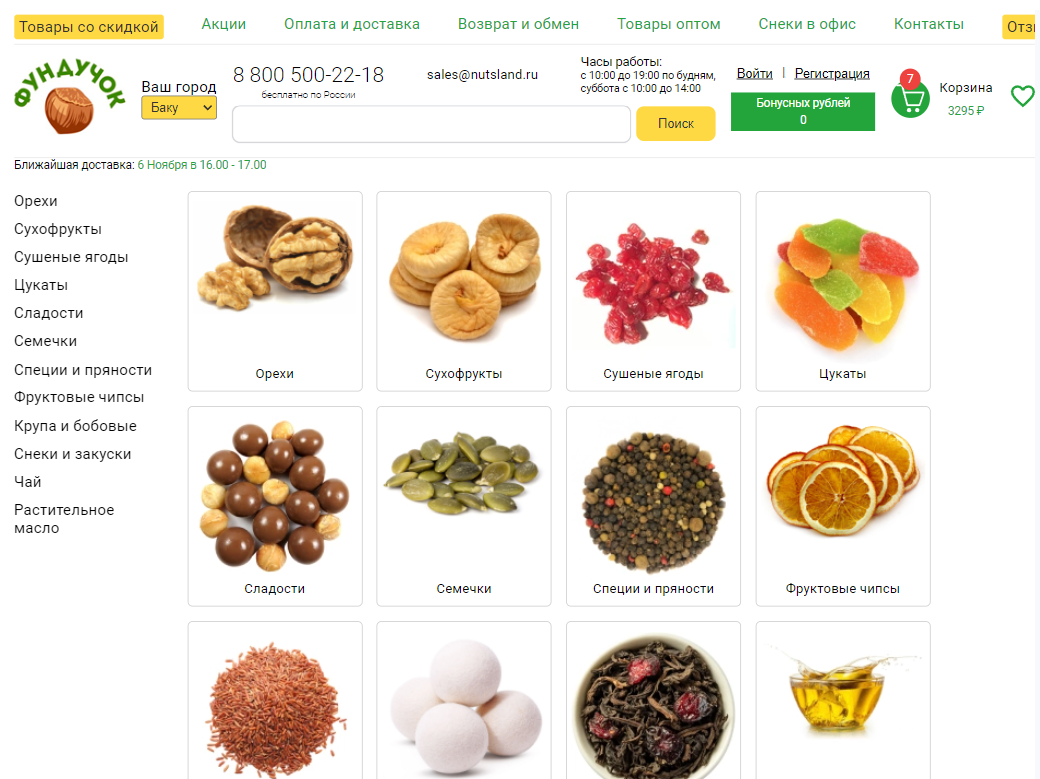 Товары со скидкой
Акции
Оплата и доставка
Возврат и обмен
Товары оптом
Снеки в офис
Контакты
ФУНДУЧОК
Ваш город
Баку
8 800 500-22-18
бесплатно по России
sales@nutsland.ru
Часы работы:
с 10:00 до 19:00 по будням,
суббота с 10:00 до 14:00
Войти | Регистрация
Бонусных рублей
0
7
Корзина
3295 ₽
Поиск
Ближайшая доставка: 6 Ноября в 16.00 - 17.00
Орехи
Сухофрукты
Сушеные ягоды
Цукаты
Сладости
Семечки
Специи и пряности
Фруктовые чипсы
Крупа и бобовые
Снеки и закуски
Чай
Растительное
масло
Орехи
Сухофрукты
Сушеные ягоды
Цукаты
Сладости
Семечки
Специи и пряности
Фруктовые чипсы